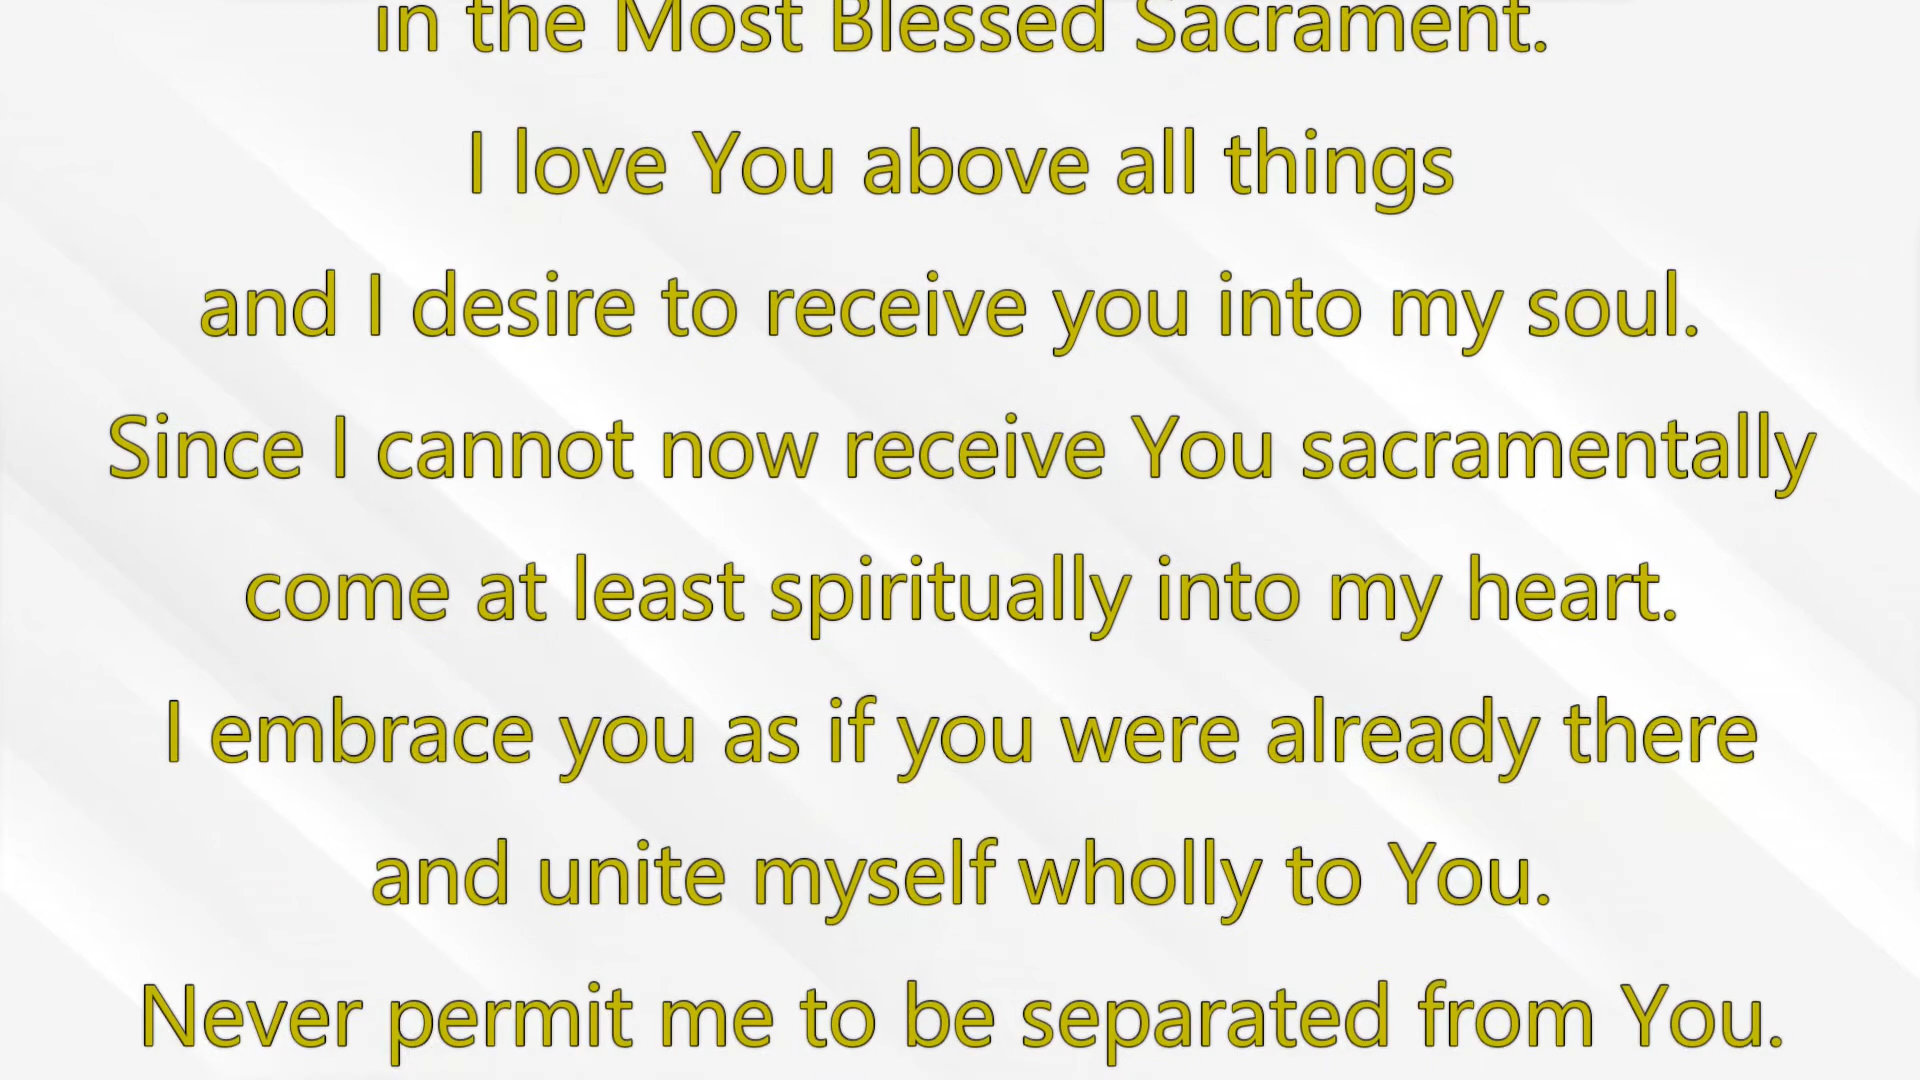 in the Most Blessed Sacrament.
I love You above all things
and I desire to receive you into my soul.
Since I cannot now receive You sacramentally
come at least spiritually into my heart.
I embrace you as if you were already there
and unite myself wholly to You.
Never permit me to be separated from You.